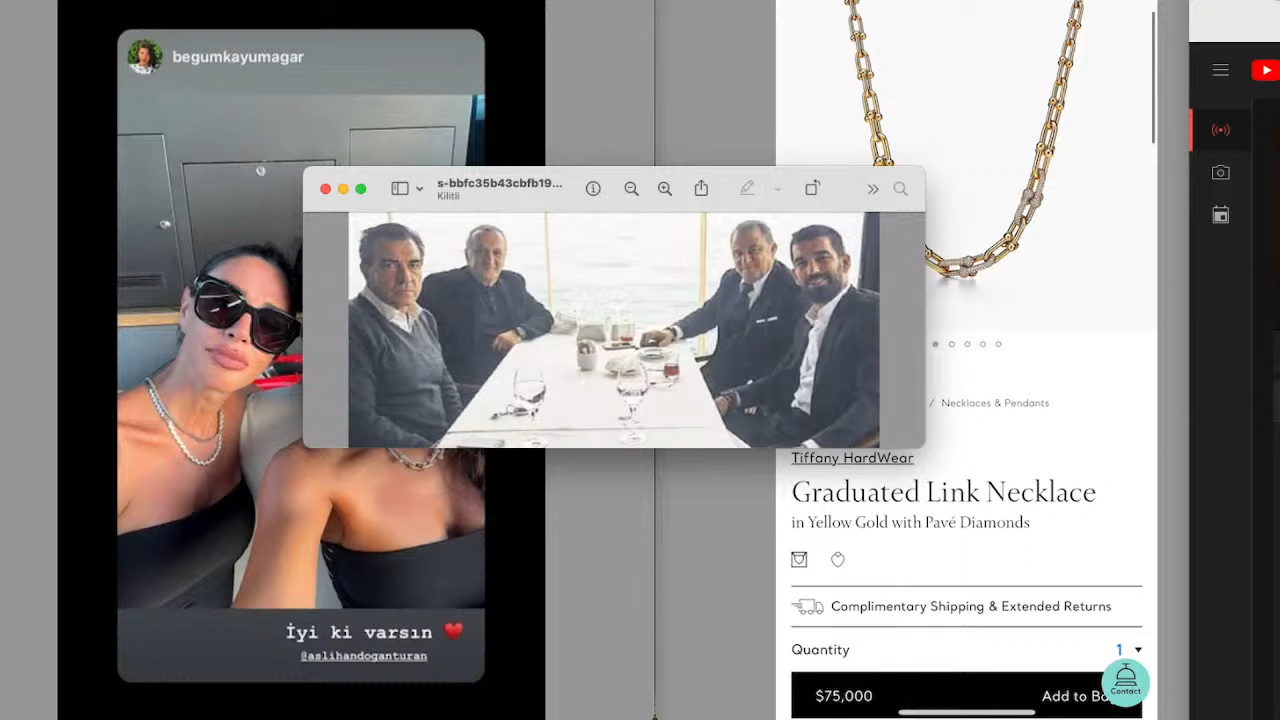 begumkayumagar
s-bbfc35b43cbfb19...
Kilitli
/ Necklaces & Pendants
Tiffany HardWear
Graduated Link Necklace
in Yellow Gold with Pavé Diamonds
Complimentary Shipping & Extended Returns
Quantity
1
$75,000
Add to
Contact
İyi ki varsın ❤️
@aslihandoganturan